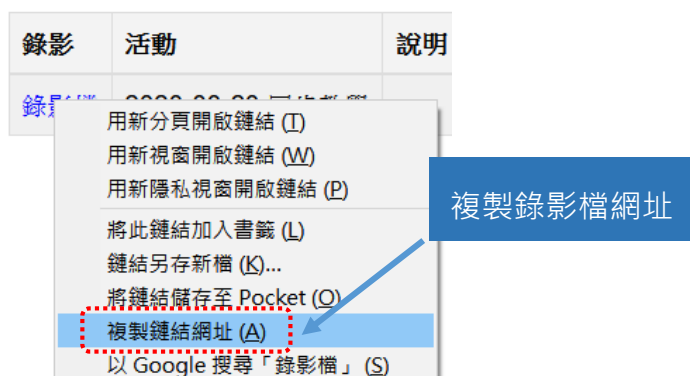 錄影 活動 說明
用新分頁開啟鏈結 (T)
用新視窗開啟鏈結 (W)
用新隱私視窗開啟鏈結 (P)
複製錄影檔網址
將此鏈結加入書籤 (L)
鏈結另存新檔 (K)...
將鏈結儲存至 Pocket (O)
複製鏈結網址 (A)
以 Google 搜尋「錄影檔」 (S)